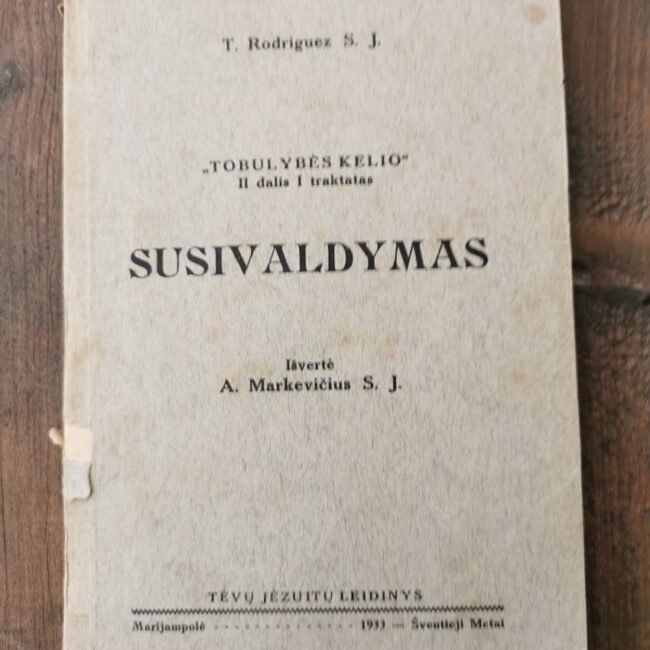 T. Rodriguez S. J.
„TOBULYBĖS KELIO“
II dalis I traktatas
SUSIVALDYMAS
Išvertė
A. Markevičius S. J.
TĖVŲ JĖZUITŲ LEIDINYS
Marijampolė - - - - - - - - - - - - - - 1933 — Šventieji Metai